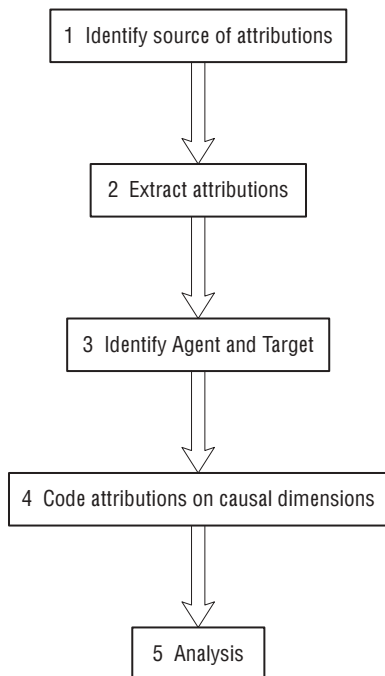 1 Identify source of attributions
2 Extract attributions
3 Identify Agent and Target
4 Code attributions on causal dimensions
5 Analysis